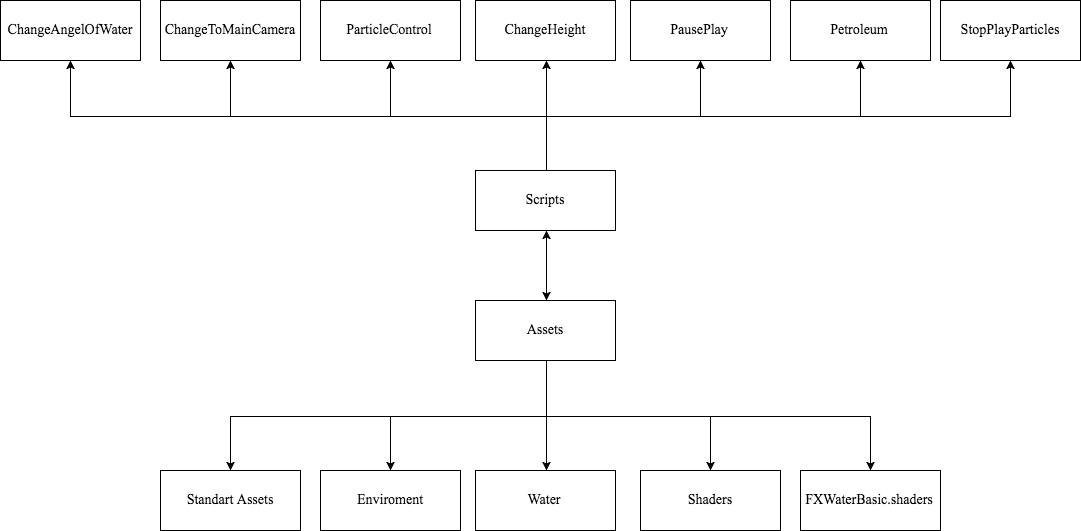 ChangeAngelOfWater
ChangeToMainCamera
ParticleControl
ChangeHeight
PausePlay
Petroleum
StopPlayParticles
Scripts
Assets
Standart Assets
Enviroment
Water
Shaders
FXWaterBasic.shaders